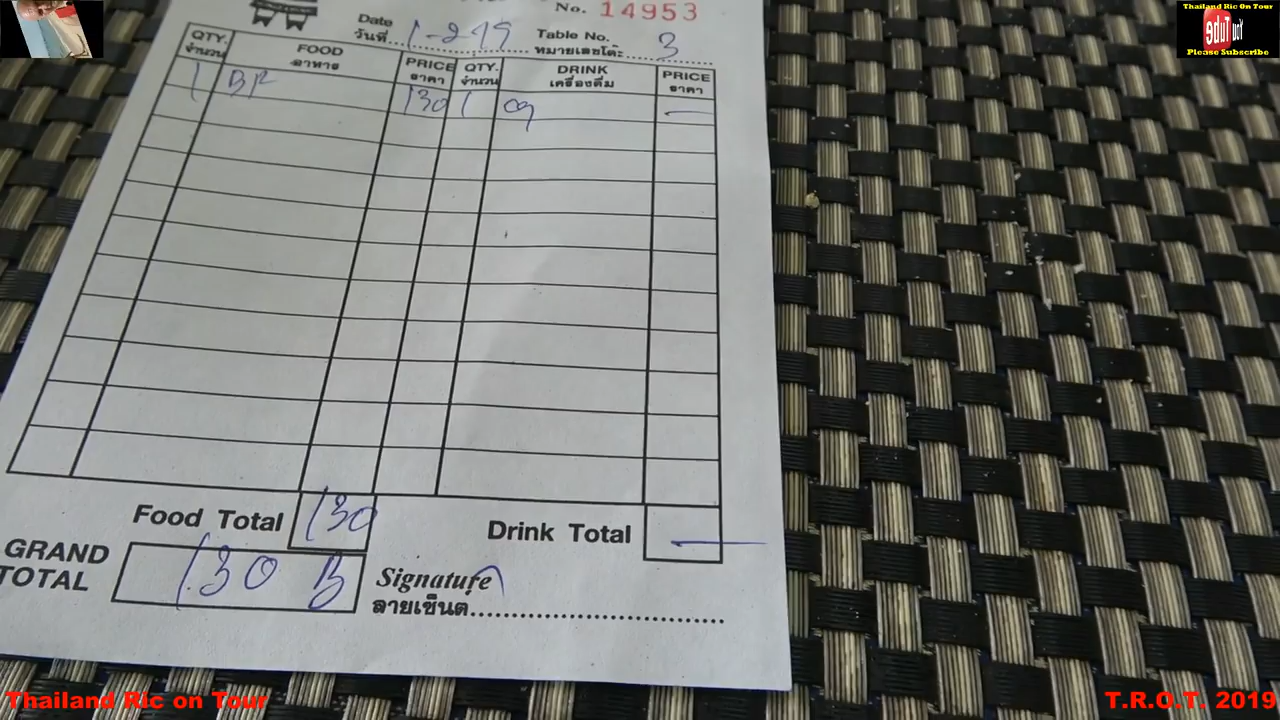 Thailand Ric On Tour
Please Subscribe
No. 14953
Date
วันที่ 1-2-19
Table No.
หมายเลขโต๊ะ 3
QTY. FOOD PRICE QTY. DRINK PRICE
จำนวน อาหาร ราคา จำนวน เครื่องดื่ม ราคา
1 BF 130 1 —
Food Total 130 Drink Total —
GRAND TOTAL 130 B
Signature
ลายเซ็นต์
Thailand Ric on Tour
T.R.O.T. 2019